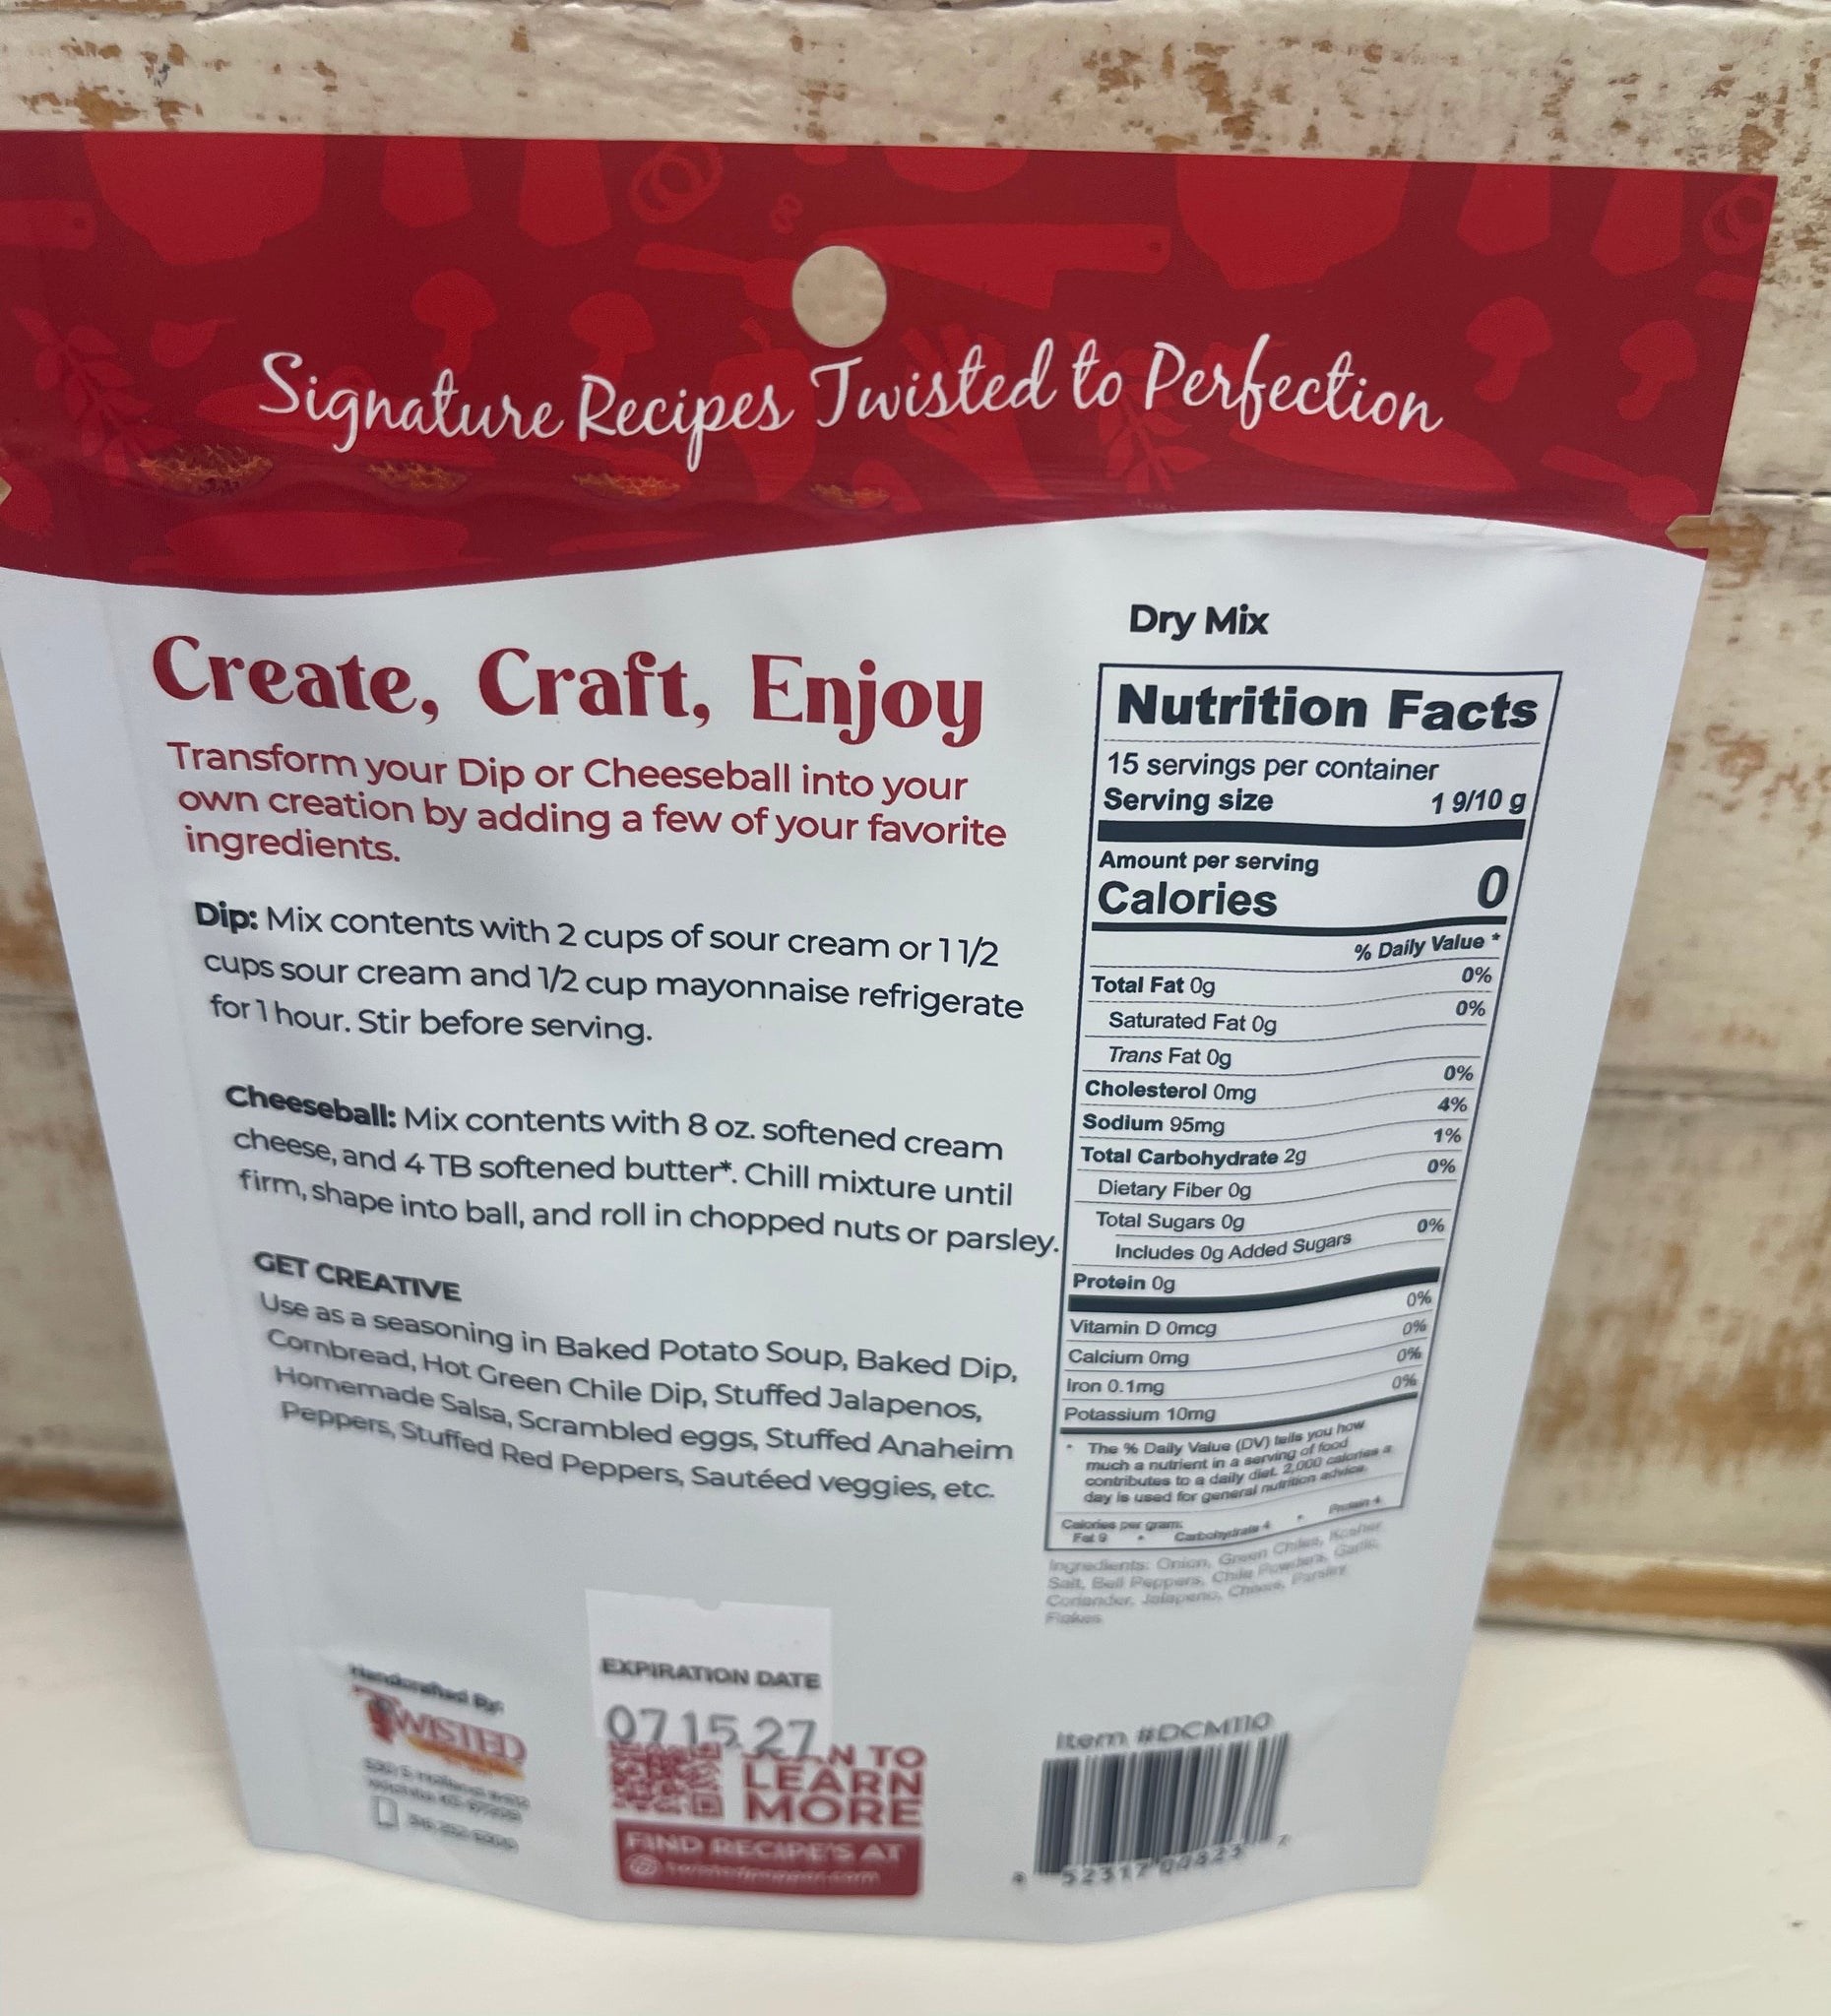 Signature Recipes Twisted to Perfection
Create, Craft, Enjoy
Transform your Dip or Cheeseball into your
own creation by adding a few of your favorite
ingredients.
Dip: Mix contents with 2 cups of sour cream or 1 1/2
cups sour cream and 1/2 cup mayonnaise refrigerate
for 1 hour. Stir before serving.
Cheeseball: Mix contents with 8 oz. softened cream
cheese, and 4 TB softened butter*. Chill mixture until
firm, shape into ball, and roll in chopped nuts or parsley.
GET CREATIVE
Use as a seasoning in Baked Potato Soup, Baked Dip,
Cornbread, Hot Green Chile Dip, Stuffed Jalapenos,
Homemade Salsa, Scrambled eggs, Stuffed Anaheim
Peppers, Stuffed Red Peppers, Sautéed veggies, etc.
Dry Mix
Nutrition Facts
15 servings per container
Serving size 1 9/10 g
Amount per serving
Calories 0
% Daily Value *
Total Fat 0g 0%
Saturated Fat 0g 0%
Trans Fat 0g
Cholesterol 0mg 0%
Sodium 95mg 4%
Total Carbohydrate 2g 1%
Dietary Fiber 0g 0%
Total Sugars 0g
Includes 0g Added Sugars 0%
Protein 0g
Vitamin D 0mcg 0%
Calcium 0mg 0%
Iron 0.1mg 0%
Potassium 10mg 0%
* The % Daily Value (DV) tells you how
much a nutrient in a serving of food
contributes to a daily diet. 2,000 calories a
day is used for general nutrition advice.
Calories per gram:
Fat 9 • Carbohydrate 4 • Protein 4
Ingredients: Onion, Green Chiles, Kosher
Salt, Bell Peppers, Chile Powders, Garlic,
Coriander, Jalapeno, Parsley
Flakes
Handcrafted By:
TWISTED
EXPIRATION DATE
07.15.27
N TO
LEARN
MORE
FIND RECIPE'S AT
Item #DCM110
52317